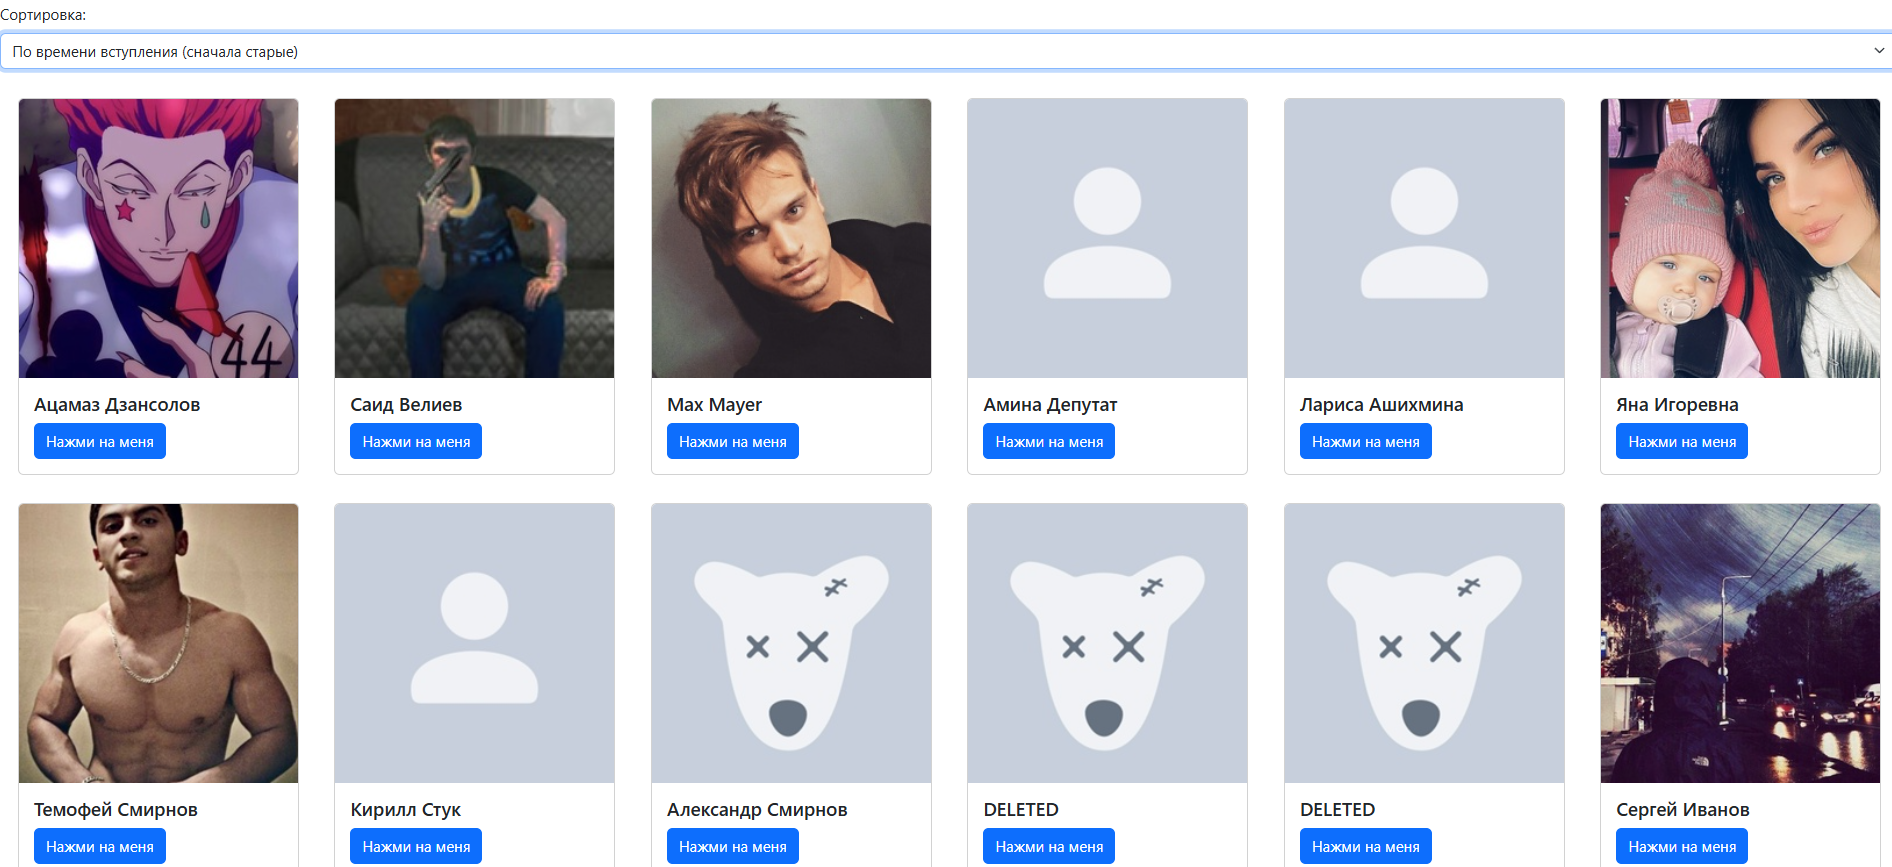 Сортировка:
По времени вступления (сначала старые)
44
Ацамаз Дзансолов
Нажми на меня
Саид Велиев
Нажми на меня
Max Mayer
Нажми на меня
Амина Депутат
Нажми на меня
Лариса Ашихмина
Нажми на меня
Яна Игоревна
Нажми на меня
Темофей Смирнов
Нажми на меня
Кирилл Стук
Нажми на меня
Александр Смирнов
Нажми на меня
DELETED
Нажми на меня
DELETED
Нажми на меня
Сергей Иванов
Нажми на меня